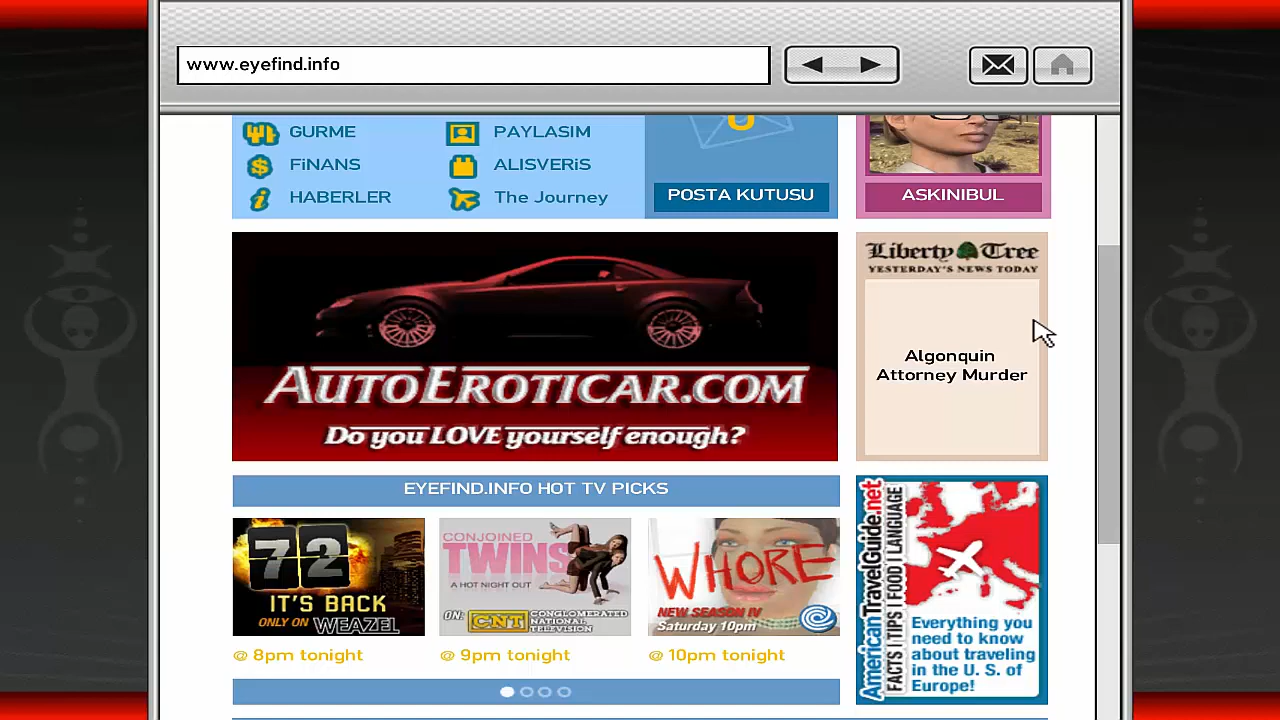 www.eyefind.info
GURME
PAYLASIM
FiNANS
ALISVERiS
HABERLER
The Journey
POSTA KUTUSU
ASKINIBUL
AUTOEROTICAR.COM
Do you LOVE yourself enough?
Liberty Tree
YESTERDAY'S NEWS TODAY
Algonquin
Attorney Murder
EYEFIND.INFO HOT TV PICKS
72
IT'S BACK
ONLY ON WEAZEL
@ 8pm tonight
CONJOINED
TWINS
A HOT NIGHT OUT
ON: CNT CONGLOMERATED
NATIONAL
TELEVISION
@ 9pm tonight
WHORE
NEW SEASON IV
Saturday 10pm
@ 10pm tonight
AmericanTravelGuide.net
FACTS | TIPS | FOOD | LANGUAGE
Everything you
need to know
about traveling
in the U. S. of
Europe!